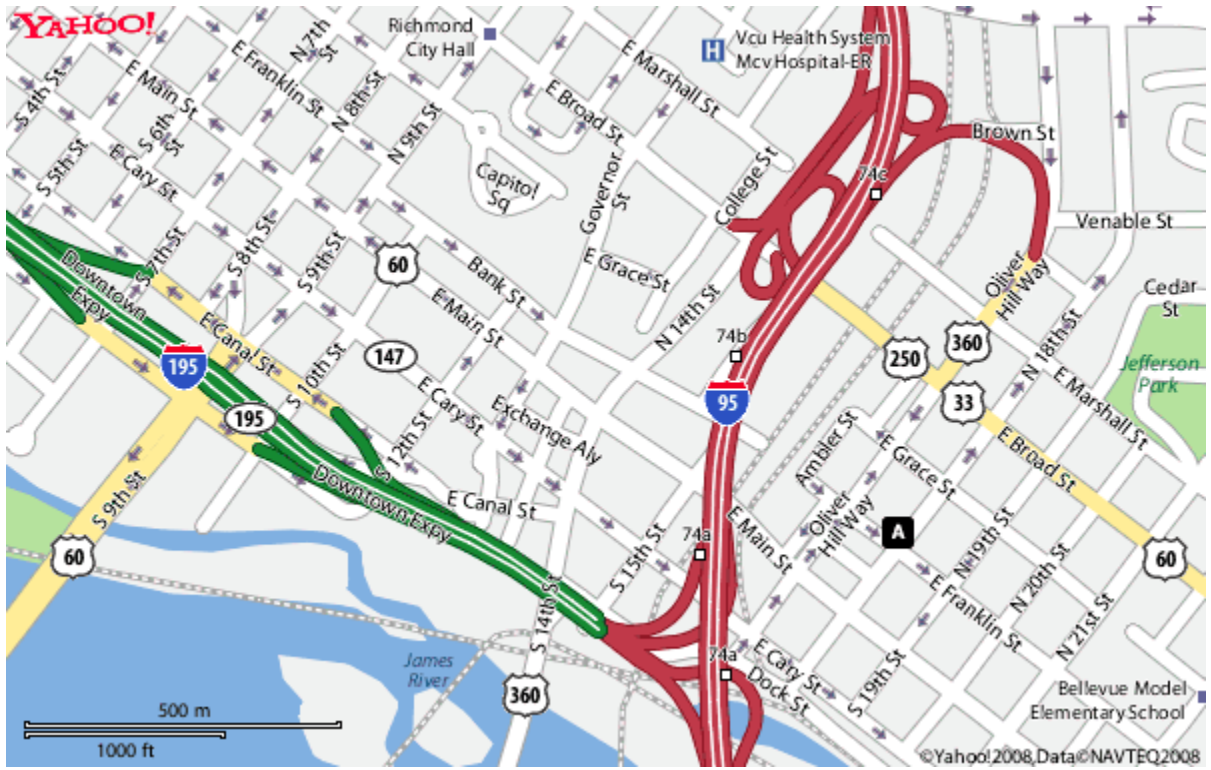 YAHOO!
Richmond
City Hall
Vcu Health System
Mcv Hospital-ER
H
N 7th
St
E Franklin St
E Main St
S 4th St
S 6th
St
N 8th St
N 9th St
E Broad St
E Marshall St
Brown St
S 5th St
E Cary St
Capitol
Sq
Governor
St
College St
74c
Venable St
S 7th St
S 8th St
S 9th St
60
Bank St
E Grace St
N 14th St
Oliver
Hill Way
Cedar
St
Downtown
Expy
E Canal St
E Main St
195
147
74b
250
360
N 18th St
Jefferson
Park
S 10th St
E Cary St
Exchange Aly
95
33
E Marshall St
195
S 12th St
Ambler St
E Grace St
E Broad St
Downtown Expy
E Canal St
S 9th St
Oliver
Hill Way
A
60
S 15th St
74a
E Main St
N 19th St
60
N 20th St
E Franklin St
S 14th St
N 21st St
James
River
74a
E Cary St
Dock St
S 19th St
360
Bellevue Model
Elementary School
500 m
1000 ft
©Yahoo!2008,Data©NAVTEQ2008